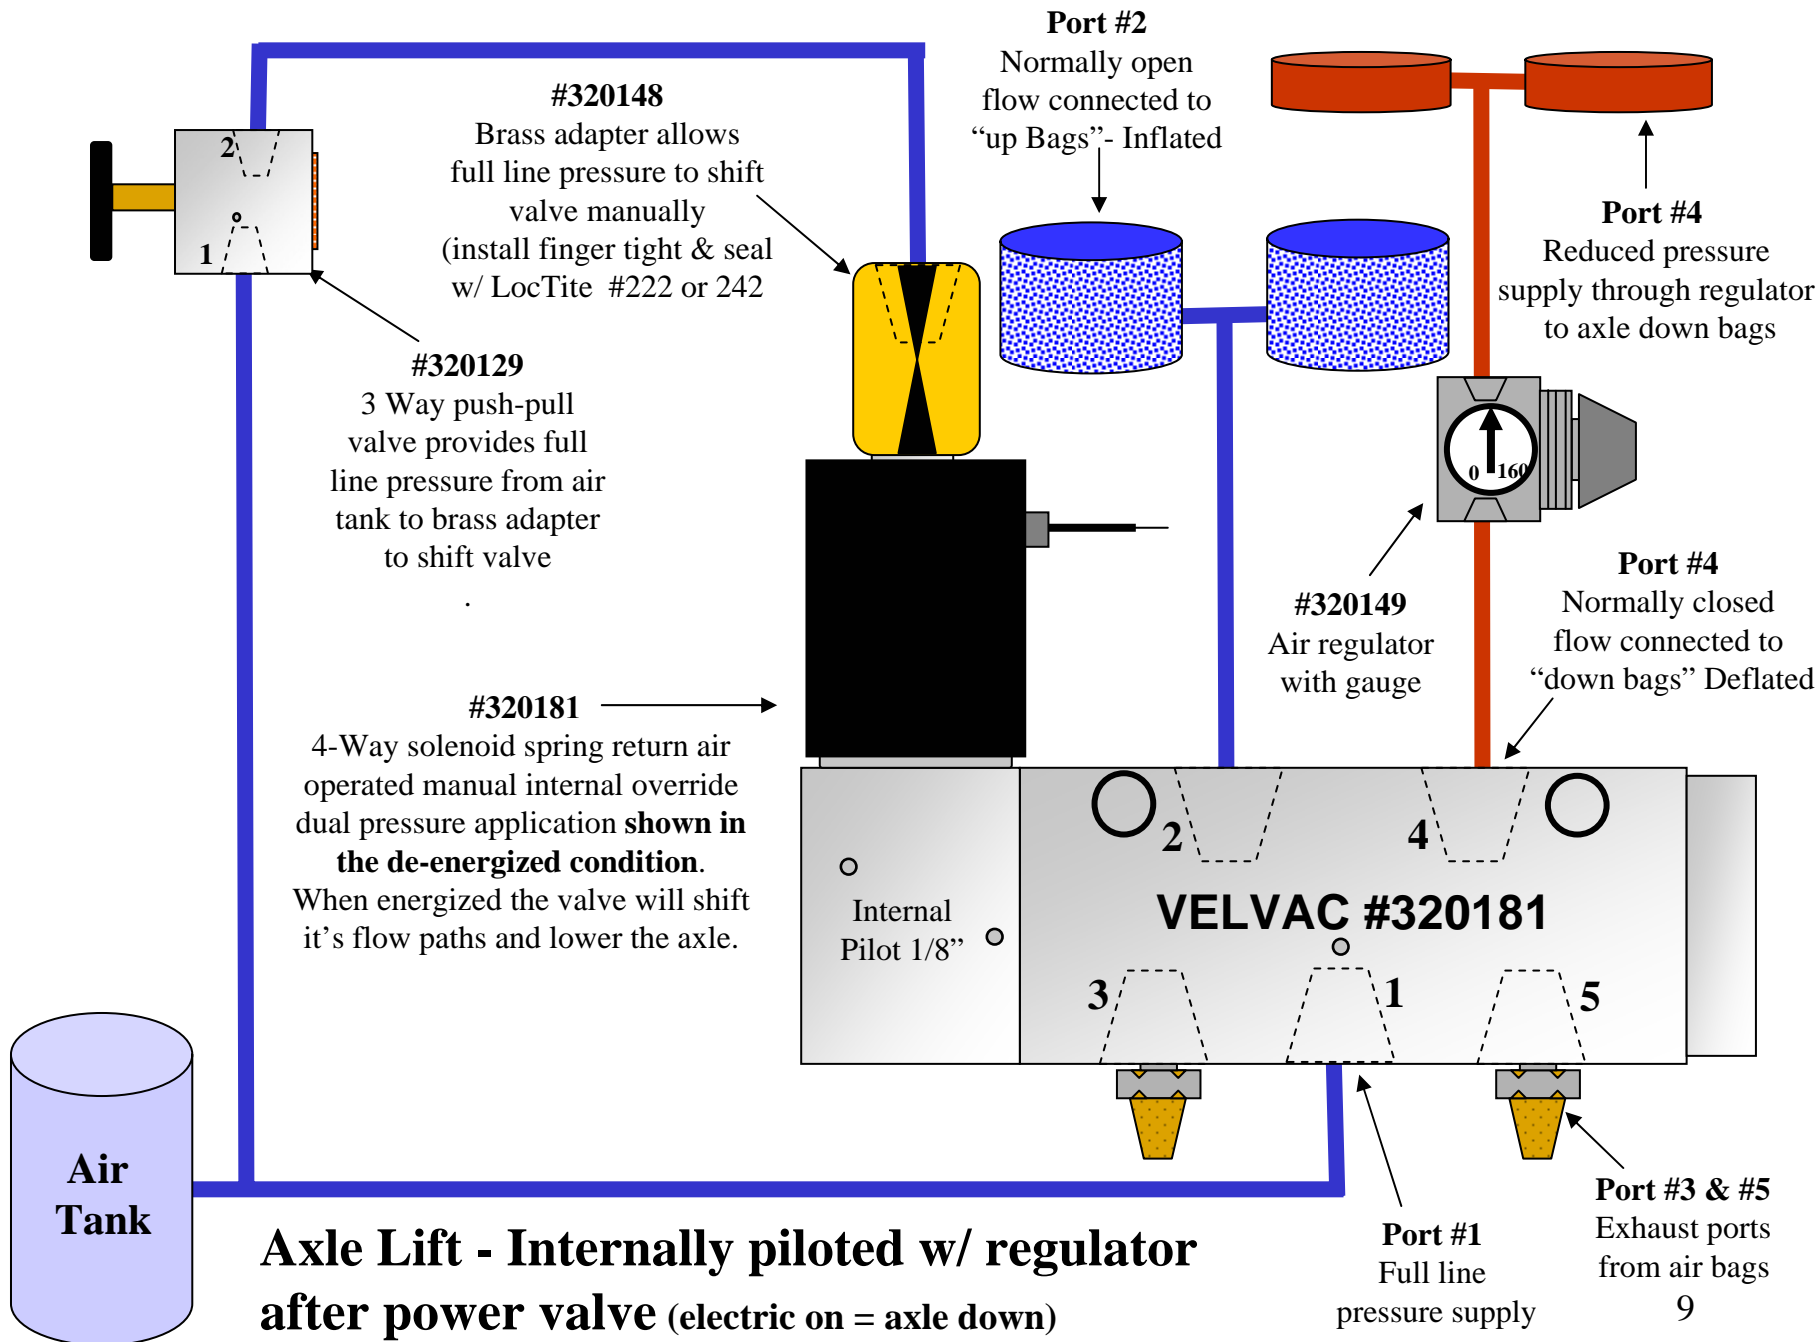 Port #2
Normally open
flow connected to
“up Bags”- Inflated
#320148
Brass adapter allows
full line pressure to shift
valve manually
(install finger tight & seal
w/ LocTite #222 or 242
2
1
#320129
3 Way push-pull
valve provides full
line pressure from air
tank to brass adapter
to shift valve
.
Port #4
Reduced pressure
supply through regulator
to axle down bags
0 160
#320149
Air regulator
with gauge
Port #4
Normally closed
flow connected to
“down bags” Deflated
#320181
4-Way solenoid spring return air
operated manual internal override
dual pressure application shown in
the de-energized condition.
When energized the valve will shift
it’s flow paths and lower the axle.
2
4
Internal
Pilot 1/8”
VELVAC #320181
3
1
5
Air
Tank
Port #1
Full line
pressure supply
Port #3 & #5
Exhaust ports
from air bags
Axle Lift - Internally piloted w/ regulator
after power valve (electric on = axle down)
9